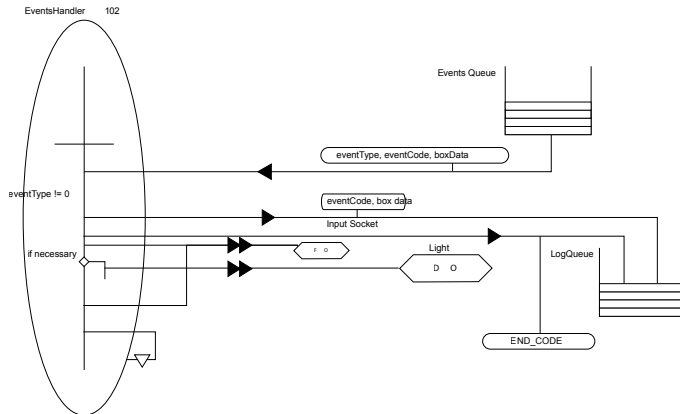 EventsHandler 102
Events Queue
eventType, eventCode, boxData
eventType != 0
eventCode, box data
Input Socket
if necessary
F O
Light
D O
LogQueue
END_CODE